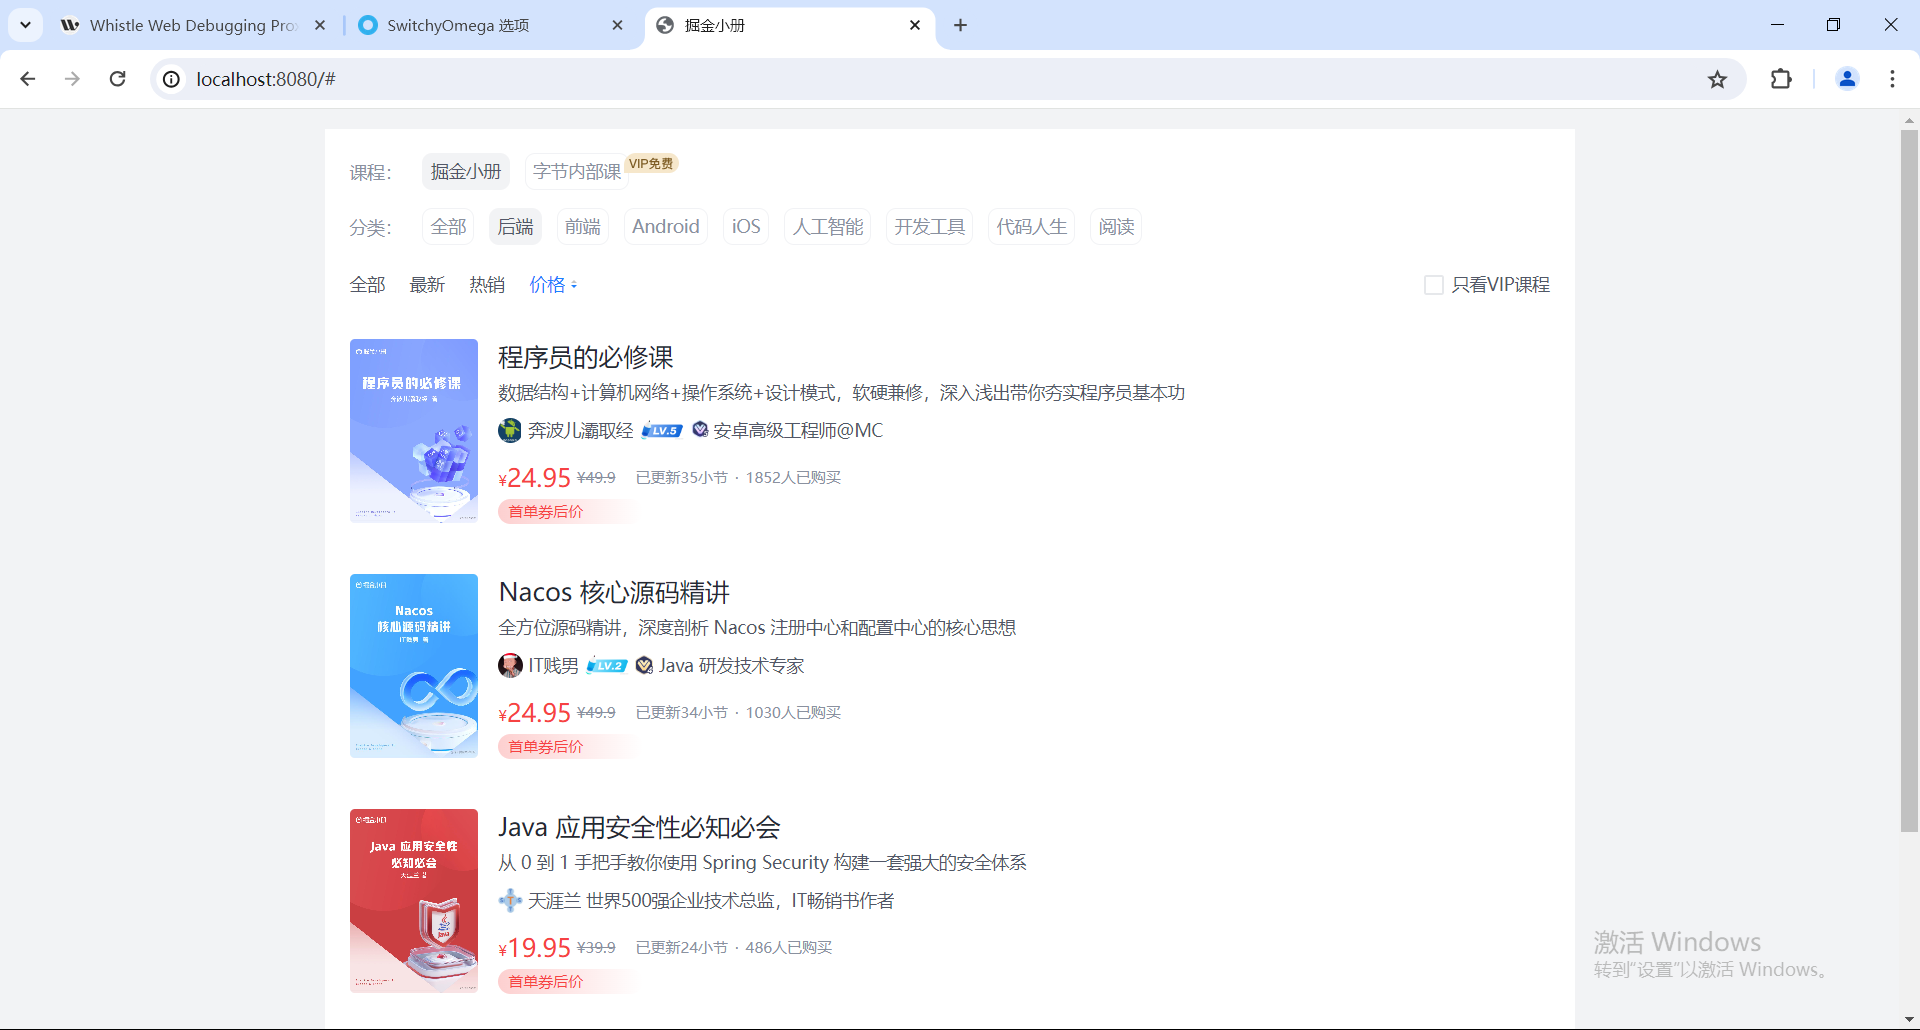 Whistle Web Debugging Pro
SwitchyOmega 选项
掘金小册
localhost:8080/#
课程：
掘金小册
字节内部课
VIP免费
分类：
全部
后端
前端
Android
iOS
人工智能
开发工具
代码人生
阅读
全部
最新
热销
价格
只看VIP课程
程序员的必修课
奔波儿灞取经 著
程序员的必修课
数据结构+计算机网络+操作系统+设计模式，软硬兼修，深入浅出带你夯实程序员基本功
奔波儿灞取经
LV.5
安卓高级工程师@MC
¥24.95 ¥49.9 已更新35小节 · 1852人已购买
首单券后价
Nacos
核心源码精讲
IT贱男 著
Nacos 核心源码精讲
全方位源码精讲，深度剖析 Nacos 注册中心和配置中心的核心思想
IT贱男
LV.2
Java 研发技术专家
¥24.95 ¥49.9 已更新34小节 · 1030人已购买
首单券后价
Java 应用安全性
必知必会
天涯兰 著
Java
Java 应用安全性必知必会
从 0 到 1 手把手教你使用 Spring Security 构建一套强大的安全体系
天涯兰 世界500强企业技术总监，IT畅销书作者
¥19.95 ¥39.9 已更新24小节 · 486人已购买
首单券后价
激活 Windows
转到“设置”以激活 Windows。